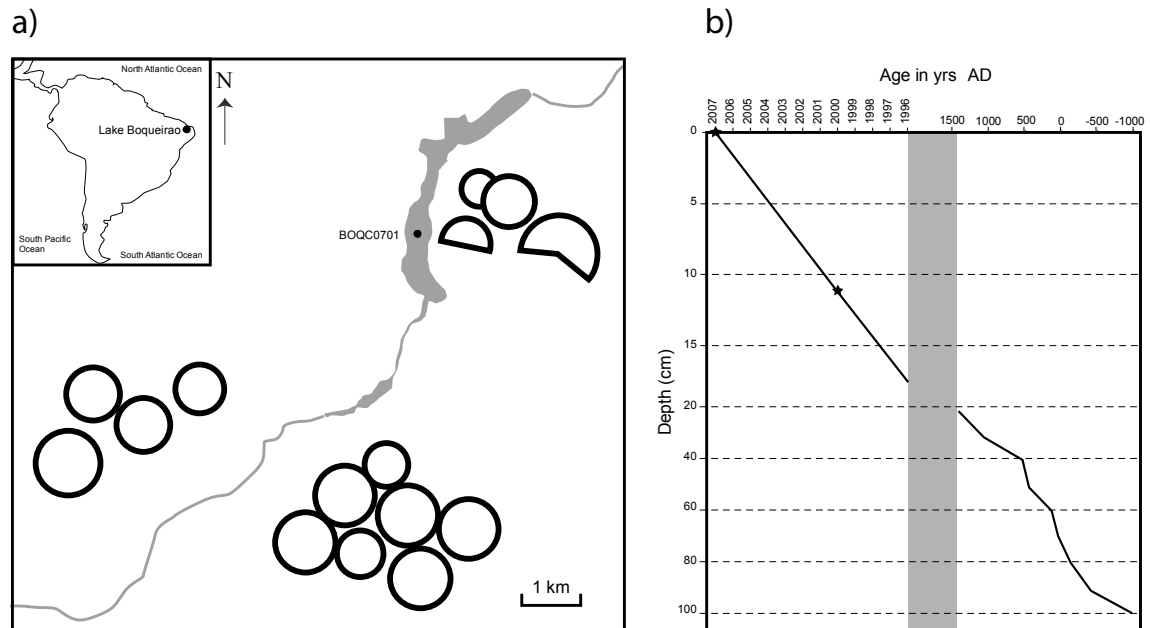 a)
North Atlantic Ocean
Lake Boqueirao
South Pacific
Ocean
South Atlantic Ocean
N
BOQC0701
1 km
b)
Age in yrs AD
2007 2006 2005 2004 2003 2002 2001 2000 1999 1998 1997 1996 1500 1000 500 0 -500 -1000
Depth (cm)
0
5
10
15
20
40
60
80
100